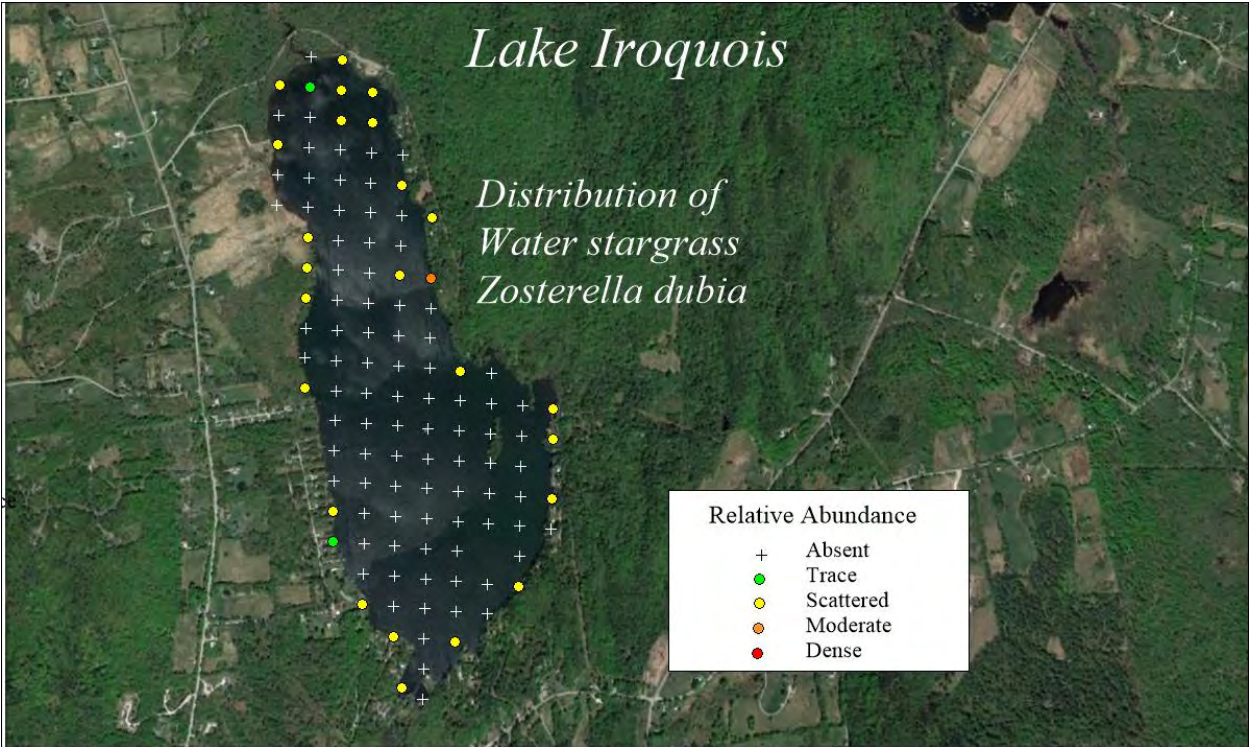 Lake Iroquois
Distribution of
Water stargrass
Zosterella dubia
Relative Abundance
Absent
Trace
Scattered
Moderate
Dense